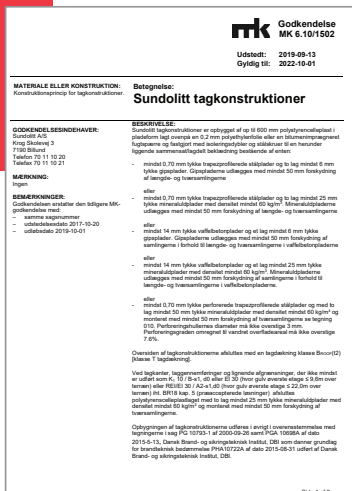 mk Godkendelse
MK 6.10/1502
Udstedt: 2019-09-13
Gyldig til: 2022-10-01
MATERIALE ELLER KONSTRUKTION:
Konstruktionsprincip for tagkonstruktioner.
Betegnelse:
Sundolitt tagkonstruktioner
GODKENDELSESINDEHAVER:
Sundolitt A/S
Krog Skolevej 3
7190 Billund
Telefon 70 11 10 20
Telefax 70 11 10 21
MÆRKNING:
Ingen
BEMÆRKNINGER:
Godkendelsen erstatter den tidligere MK-
godkendelse med:
– samme sagsnummer
– udstedelsesdato 2017-10-20
– udløbsdato 2019-10-01
BESKRIVELSE:
Sundolitt tagkonstruktioner er opbygget af op til 600 mm polystyrencelleplast i
pladeform lagt ovenpå en 0,2 mm polyethylenfolie eller en bitumenimprægneret
fugtspærre og fastgjort med isoleringsdybler og stålskruer til en herunder
liggende sammensat/lagdelt beklædning bestående af enten:
- mindst 0,70 mm tykke trapezprofilerede stålplader og to lag mindst 6 mm
tykke gipsplader. Gipspladerne udlægges med mindst 50 mm forskydning
af længde- og tværsamlingerne
eller
- mindst 0,70 mm tykke trapezprofilerede stålplader og to lag mindst 25 mm
tykke mineraluldplader med densitet mindst 60 kg/m³. Mineraluldpladerne
udlægges med mindst 50 mm forskydning af længde- og tværsamlingerne
eller
- mindst 14 mm tykke vaffelbetonplader og et lag mindst 6 mm tykke
gipsplader. Gipspladerne udlægges med mindst 50 mm forskydning af
samlingerne i forhold til længde- og tværsamlingerne i vaffelbetonpladerne
eller
- mindst 14 mm tykke vaffelbetonplader og et lag mindst 25 mm tykke
mineraluldplader med densitet mindst 60 kg/m³. Mineraluldpladerne
udlægges med mindst 50 mm forskydning af samlingerne i forhold til
længde- og tværsamlingerne i vaffelbetonpladerne.
eller
- mindst 0,70 mm tykke perforerede trapezprofilerede stålplader og med to
lag mindst 50 mm tykke mineraluldplader med densitet mindst 60 kg/m³ og
monteret med mindst 50 mm forskydning af tværsamlingerne se tegning
010. Perforeringshullernes diameter må ikke overstige 3 mm.
Perforeringsgraden omregnet til vandret overfladeareal må ikke overstige
7.6%.
Oversiden af tagkonstruktionerne afsluttes med en tagdækning klasse BROOF(t2)
[klasse T tagdækning].
Ved tagkanter, taggennemføringer og lignende afgrænsninger, der ikke mindst
er udført som K₁ 10 / B-s1, d0 eller EI 30 (hvor gulv øverste etage ≤ 9,6m over
terræn) eller REI/EI 30 / A2-s1,d0 (hvor gulv øverste etage ≤ 22,0m over
terræn) iht. BR18 kap. 5 (præaccepterede løsninger) afsluttes
polystyrencelleplastlaget med to lag mindst 25 mm tykke mineraluldplader med
densitet mindst 60 kg/m³ og monteret med mindst 50 mm forskydning af
tværsamlingerne.
Opbygningen af tagkonstruktionerne udføres i øvrigt i overensstemmelse med
tegningerne i sag PG 10793-1 af 2000-09-26 samt PGA 10698A af dato
2015-5-13, Dansk Brand- og sikringsteknisk Institut, DBI som danner grundlag
for brandteknisk bedømmelse PHA10722A af dato 2015-08-31 udført af Dansk
Brand- og sikringsteknisk Institut, DBI.